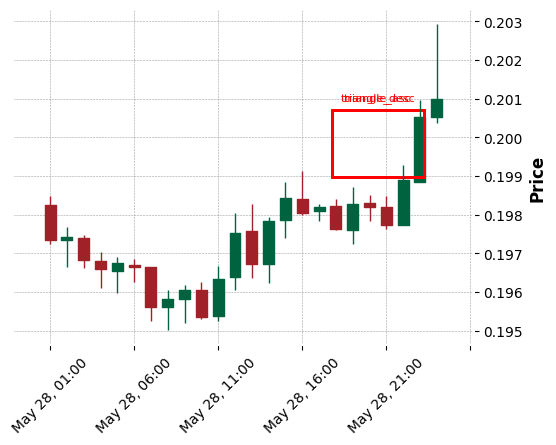 0.203
0.202
triangle_desc
0.201
0.200
0.199
0.198
0.197
0.196
0.195
Price
May 28, 01:00
May 28, 06:00
May 28, 11:00
May 28, 16:00
May 28, 21:00